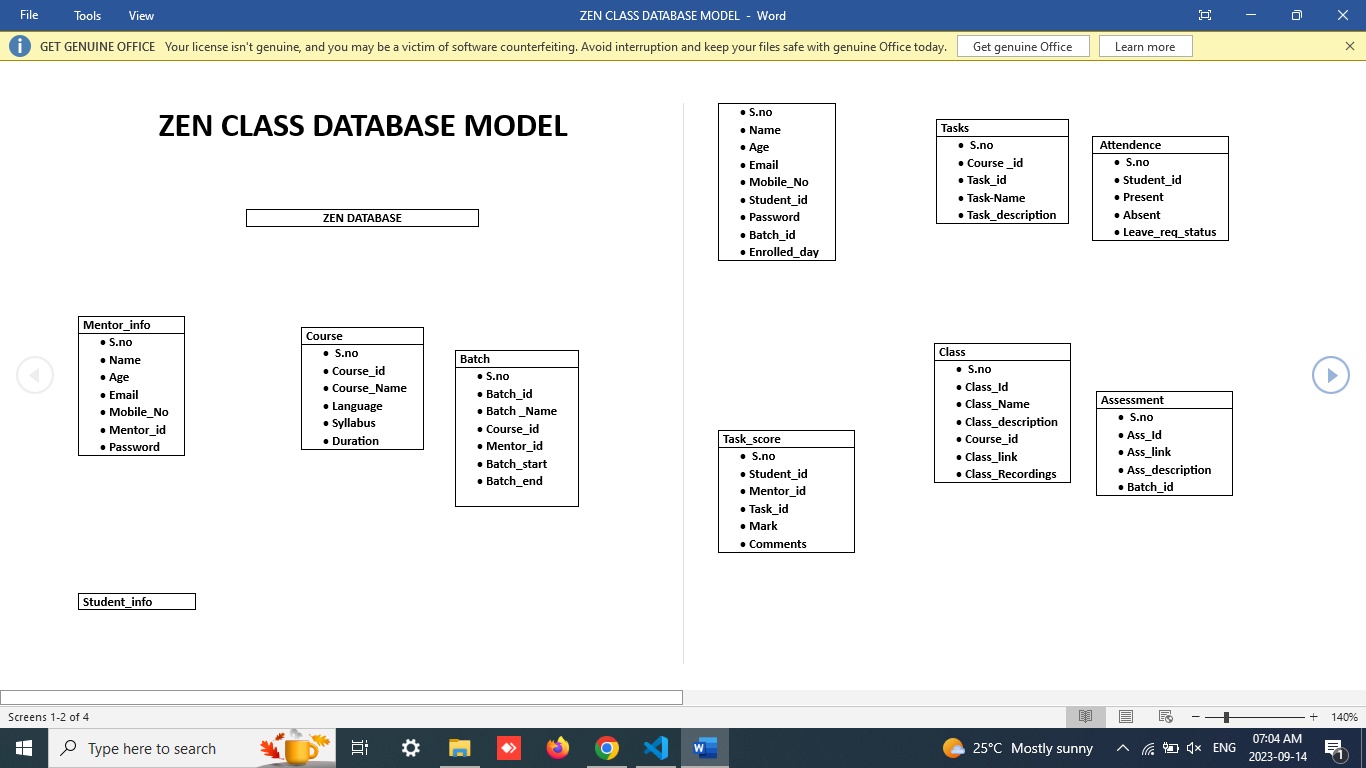 File Tools View ZEN CLASS DATABASE MODEL - Word
GET GENUINE OFFICE Your license isn't genuine, and you may be a victim of software counterfeiting. Avoid interruption and keep your files safe with genuine Office today. Get genuine Office Learn more
ZEN CLASS DATABASE MODEL
ZEN DATABASE
Mentor_info
• S.no
• Name
• Age
• Email
• Mobile_No
• Mentor_id
• Password
Course
• S.no
• Course_id
• Course_Name
• Language
• Syllabus
• Duration
Batch
• S.no
• Batch_id
• Batch _Name
• Course_id
• Mentor_id
• Batch_start
• Batch_end
Student_info
• S.no
• Name
• Age
• Email
• Mobile_No
• Student_id
• Password
• Batch_id
• Enrolled_day
Tasks
• S.no
• Course _id
• Task_id
• Task-Name
• Task_description
Attendence
• S.no
• Student_id
• Present
• Absent
• Leave_req_status
Task_score
• S.no
• Student_id
• Mentor_id
• Task_id
• Mark
• Comments
Class
• S.no
• Class_Id
• Class_Name
• Class_description
• Course_id
• Class_link
• Class_Recordings
Assessment
• S.no
• Ass_Id
• Ass_link
• Ass_description
• Batch_id
Screens 1-2 of 4
140%
Type here to search
25°C Mostly sunny
ENG
07:04 AM
2023-09-14
1